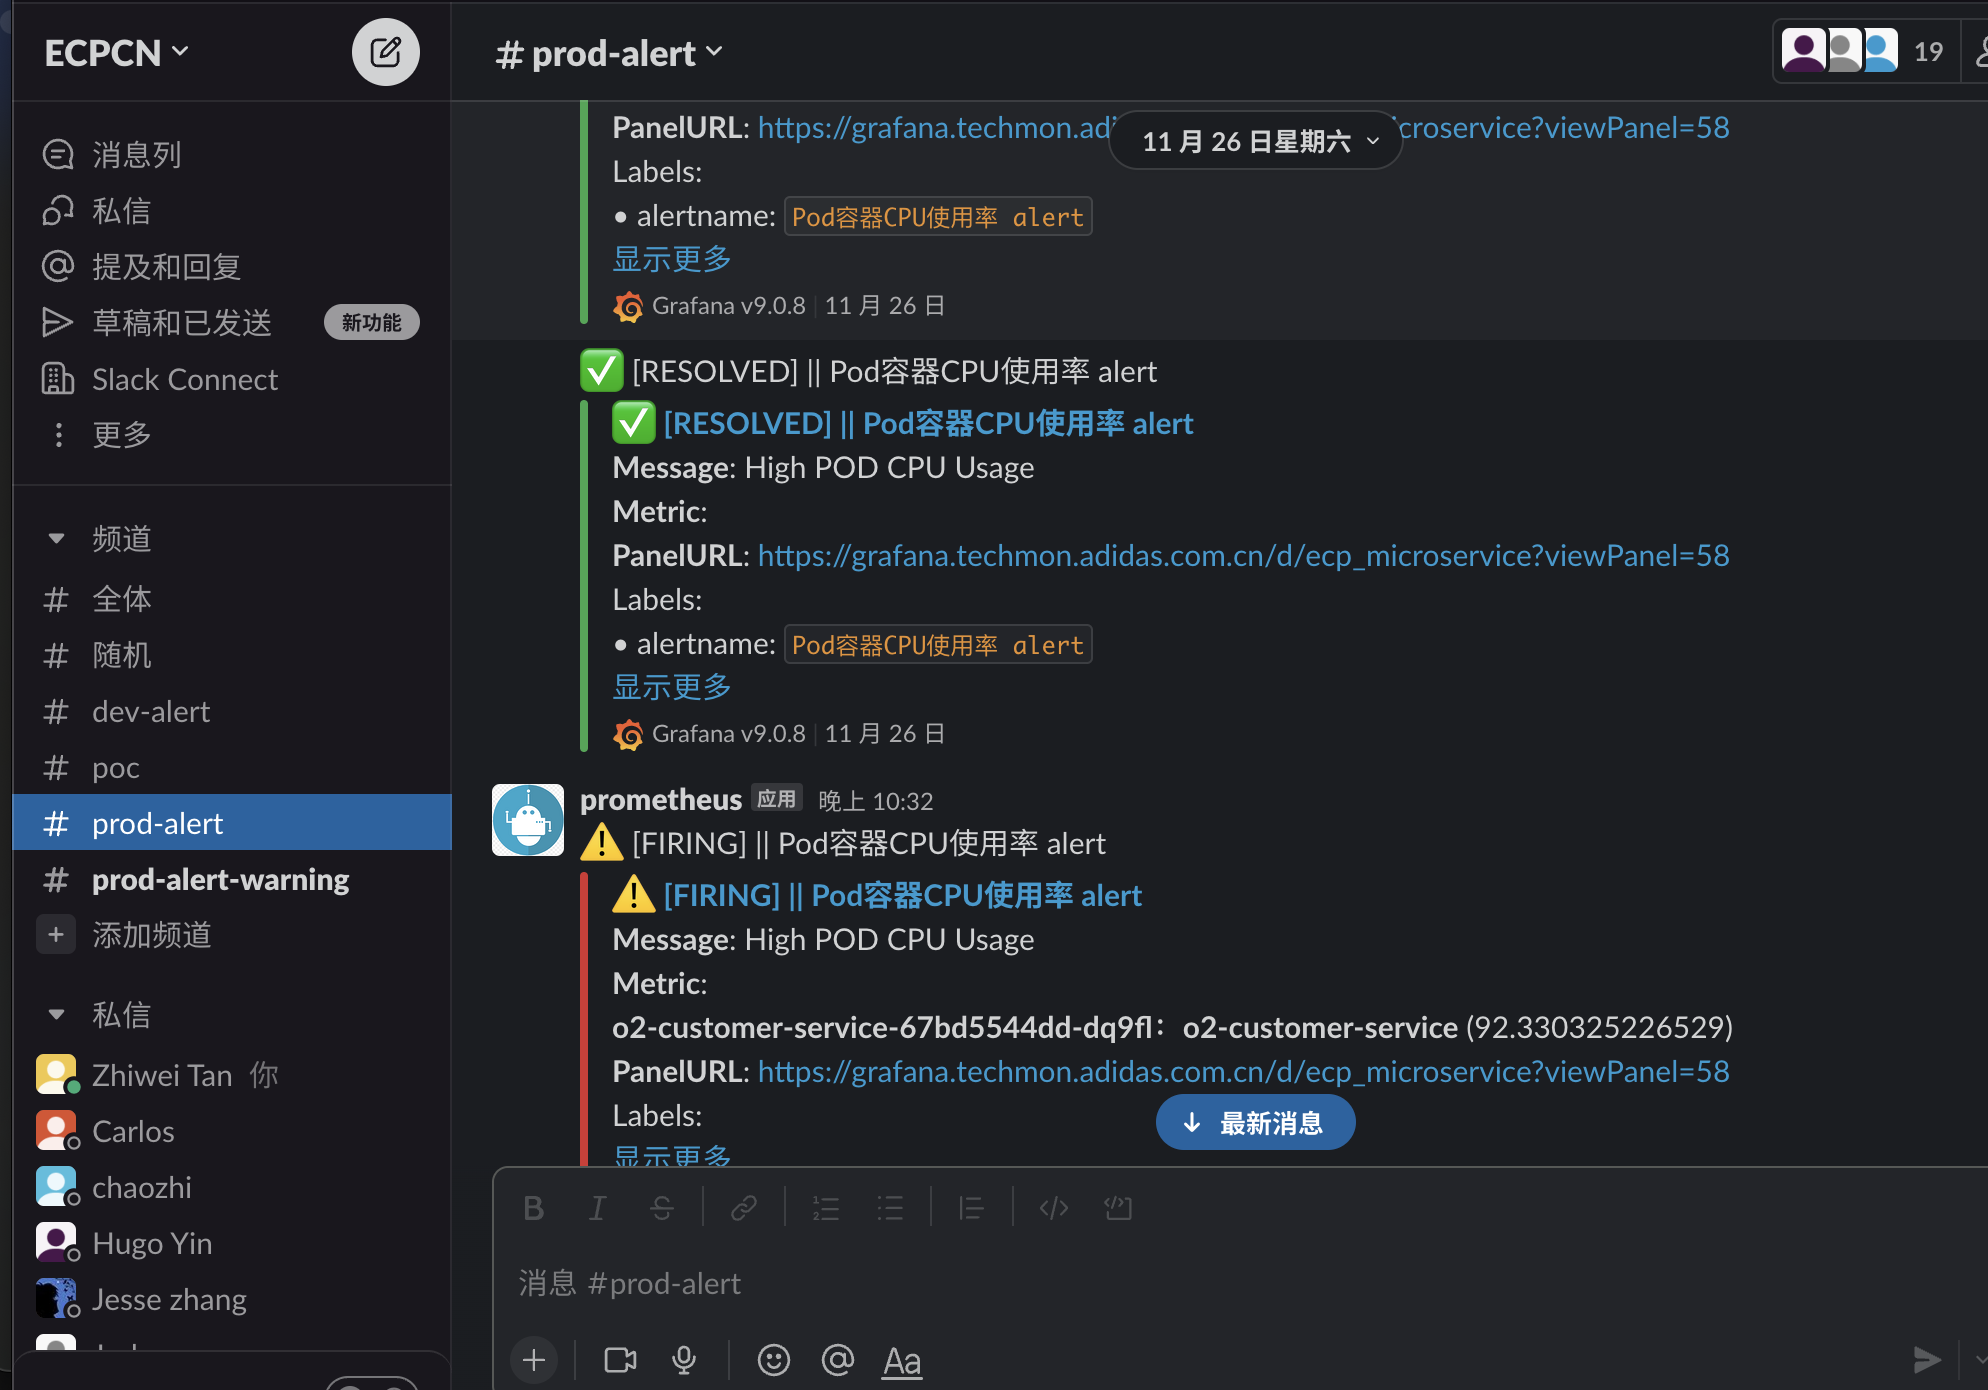 ECPCN
消息列
私信
提及和回复
草稿和已发送 新功能
Slack Connect
更多
频道
# 全体
# 随机
# dev-alert
# poc
# prod-alert
# prod-alert-warning
+ 添加频道
私信
Zhiwei Tan 你
Carlos
chaozhi
Hugo Yin
Jesse zhang
# prod-alert
19
11 月 26 日星期六
PanelURL: https://grafana.techmon.adi croservice?viewPanel=58
Labels:
• alertname: Pod容器CPU使用率 alert
显示更多
Grafana v9.0.8 | 11 月 26 日
[RESOLVED] || Pod容器CPU使用率 alert
[RESOLVED] || Pod容器CPU使用率 alert
Message: High POD CPU Usage
Metric:
PanelURL: https://grafana.techmon.adidas.com.cn/d/ecp_microservice?viewPanel=58
Labels:
• alertname: Pod容器CPU使用率 alert
显示更多
Grafana v9.0.8 | 11 月 26 日
prometheus 应用 晚上 10:32
[FIRING] || Pod容器CPU使用率 alert
[FIRING] || Pod容器CPU使用率 alert
Message: High POD CPU Usage
Metric:
o2-customer-service-67bd5544dd-dq9fl： o2-customer-service (92.330325226529)
PanelURL: https://grafana.techmon.adidas.com.cn/d/ecp_microservice?viewPanel=58
Labels:
显示更多
↓ 最新消息
B I S
消息 #prod-alert
Aa